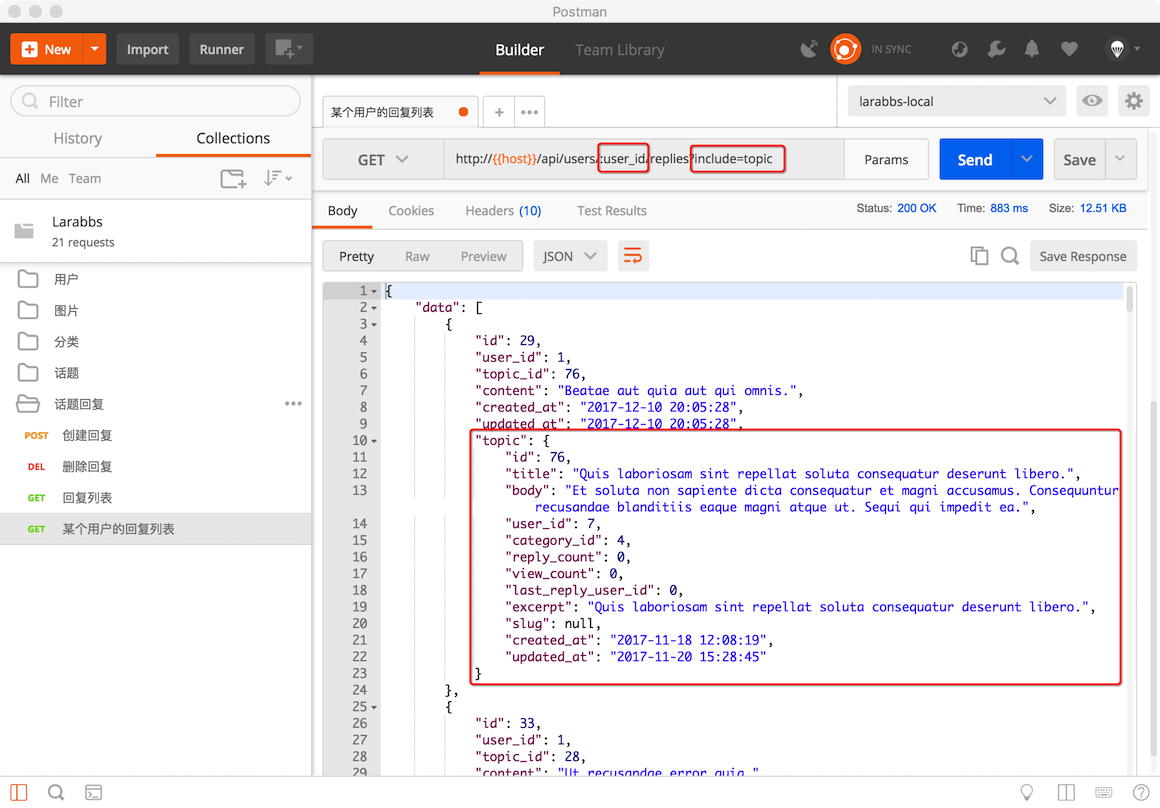 Postman
New
Import
Runner
Builder
Team Library
IN SYNC
Filter
History
Collections
All Me Team
Larabbs
21 requests
用户
图片
分类
话题
话题回复
POST 创建回复
DEL 删除回复
GET 回复列表
GET 某个用户的回复列表
某个用户的回复列表
larabbs-local
GET
http://{{host}}/api/users/:user_id/replies?include=topic
Params
Send
Save
Body
Cookies
Headers (10)
Test Results
Status: 200 OK
Time: 883 ms
Size: 12.51 KB
Pretty
Raw
Preview
JSON
Save Response
1 {
2 "data": [
3 {
4 "id": 29,
5 "user_id": 1,
6 "topic_id": 76,
7 "content": "Beatae aut quia aut qui omnis.",
8 "created_at": "2017-12-10 20:05:28",
9 "updated_at": "2017-12-10 20:05:28",
10 "topic": {
11 "id": 76,
12 "title": "Quis laboriosam sint repellat soluta consequatur deserunt libero.",
13 "body": "Et soluta non sapiente dicta consequatur et magni accusamus. Consequuntur
recusandae blanditiis eaque magni atque ut. Sequi qui impedit ea.",
14 "user_id": 7,
15 "category_id": 4,
16 "reply_count": 0,
17 "view_count": 0,
18 "last_reply_user_id": 0,
19 "excerpt": "Quis laboriosam sint repellat soluta consequatur deserunt libero.",
20 "slug": null,
21 "created_at": "2017-11-18 12:08:19",
22 "updated_at": "2017-11-20 15:28:45"
23 }
24 },
25 {
26 "id": 33,
27 "user_id": 1,
28 "topic_id": 28,
29 "content": "Ut recusandae error quia."